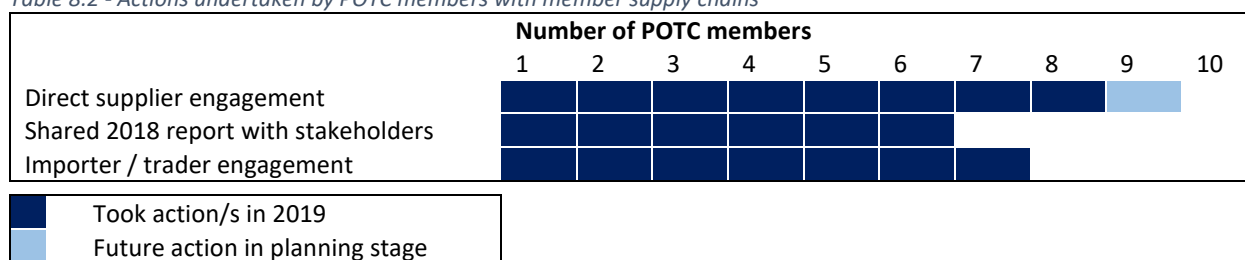 Table 8.2 - Actions undertaken by POTC members with member supply chains
Number of POTC members
1 2 3 4 5 6 7 8 9 10
Direct supplier engagement
Shared 2018 report with stakeholders
Importer / trader engagement
Took action/s in 2019
Future action in planning stage